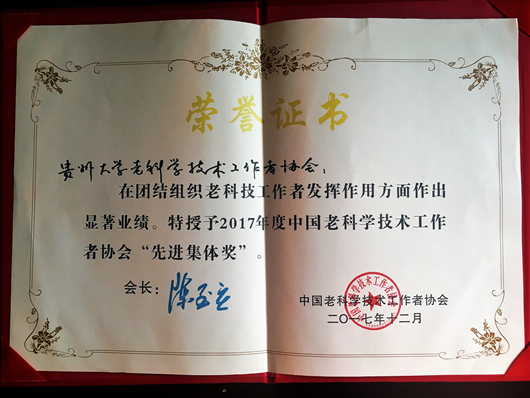 荣誉证书
贵州大学老科学技术工作者协会：
在团结组织老科技工作者发挥作用方面作出
显著业绩。特授予2017年度中国老科学技术工作
者协会“先进集体奖”。
会长：陈至立
中国老科学技术工作者协会
二〇一七年十二月